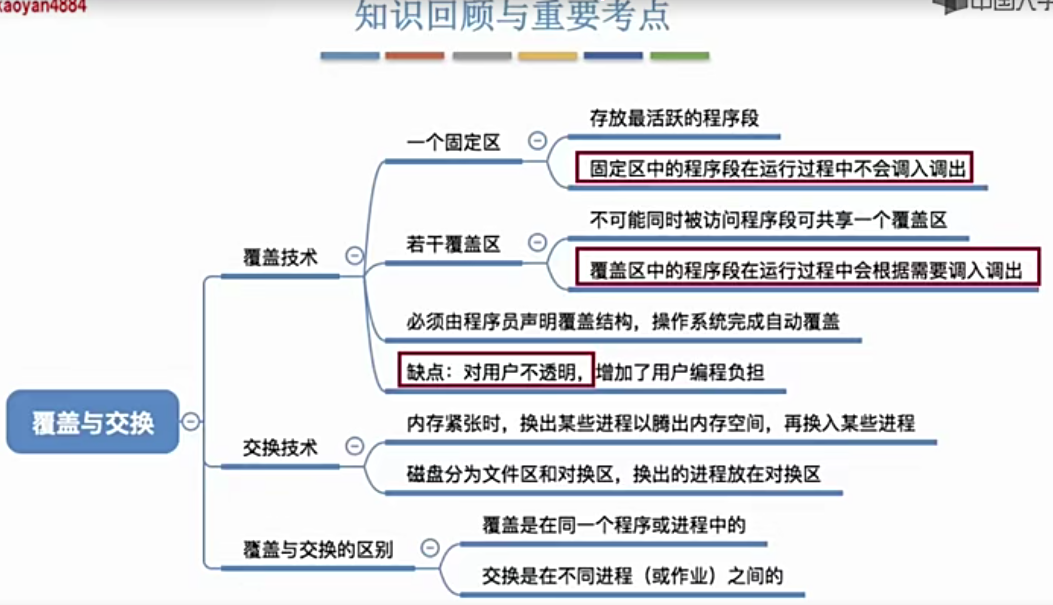 kaoyan4884
知识回顾与重要考点
存放最活跃的程序段
一个固定区
固定区中的程序段在运行过程中不会调入调出
不可能同时被访问程序段可共享一个覆盖区
若干覆盖区
覆盖技术
覆盖区中的程序段在运行过程中会根据需要调入调出
必须由程序员声明覆盖结构，操作系统完成自动覆盖
缺点：对用户不透明，增加了用户编程负担
覆盖与交换
内存紧张时，换出某些进程以腾出内存空间，再换入某些进程
交换技术
磁盘分为文件区和对换区，换出的进程放在对换区
覆盖是在同一个程序或进程中的
覆盖与交换的区别
交换是在不同进程（或作业）之间的